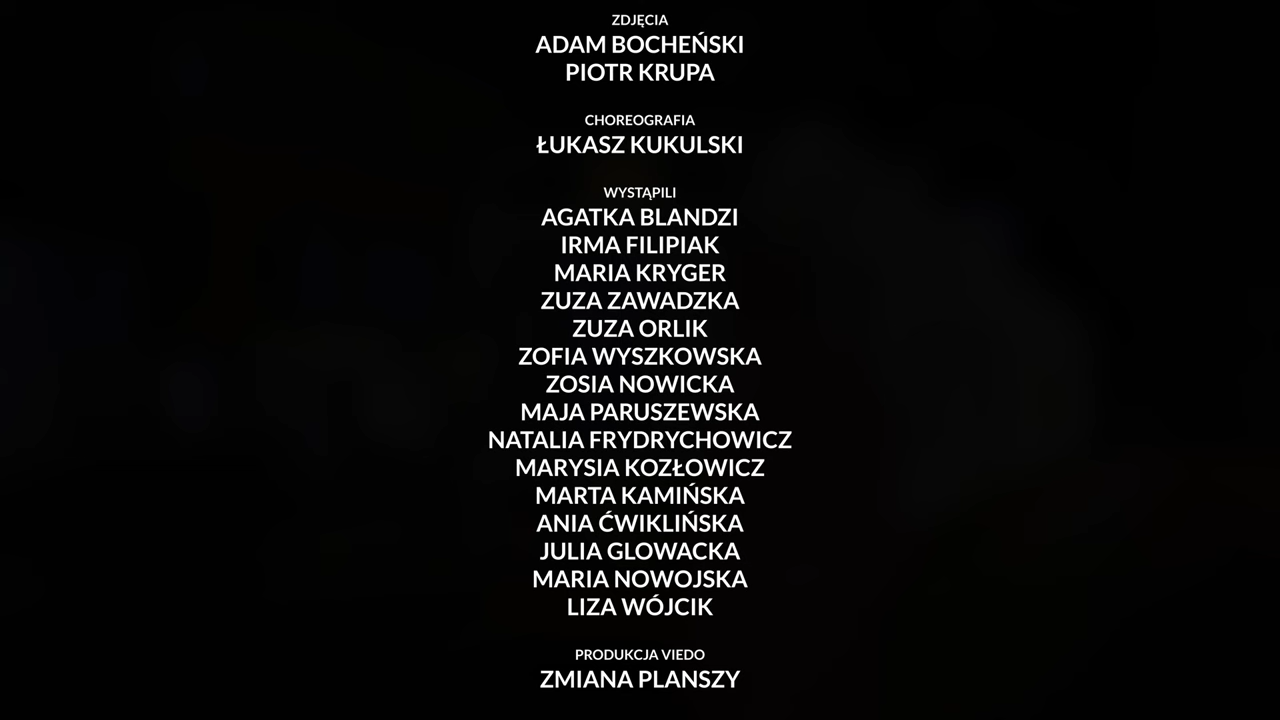 ZDJĘCIA
ADAM BOCHEŃSKI
PIOTR KRUPA
CHOREOGRAFIA
ŁUKASZ KUKULSKI
WYSTĄPILI
AGATKA BLANDZI
IRMA FILIPIAK
MARIA KRYGER
ZUZA ZAWADZKA
ZUZA ORLIK
ZOFIA WYSZKOWSKA
ZOSIA NOWICKA
MAJA PARUSZEWSKA
NATALIA FRYDRYCHOWICZ
MARYSIA KOZŁOWICZ
MARTA KAMIŃSKA
ANIA ĆWIKLIŃSKA
JULIA GLOWACKA
MARIA NOWOJSKA
LIZA WÓJCIK
PRODUKCJA VIEDO
ZMIANA PLANSZY